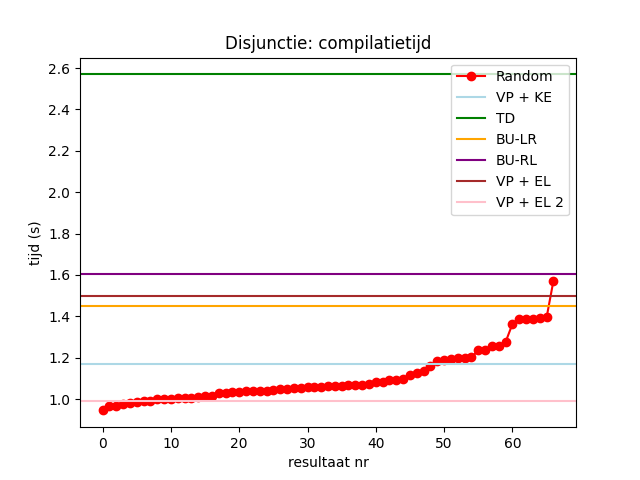 Disjunctie: compilatietijd
tijd (s)
2.6
2.4
2.2
2.0
1.8
1.6
1.4
1.2
1.0
Random
VP + KE
TD
BU-LR
BU-RL
VP + EL
VP + EL 2
0 10 20 30 40 50 60
resultaat nr